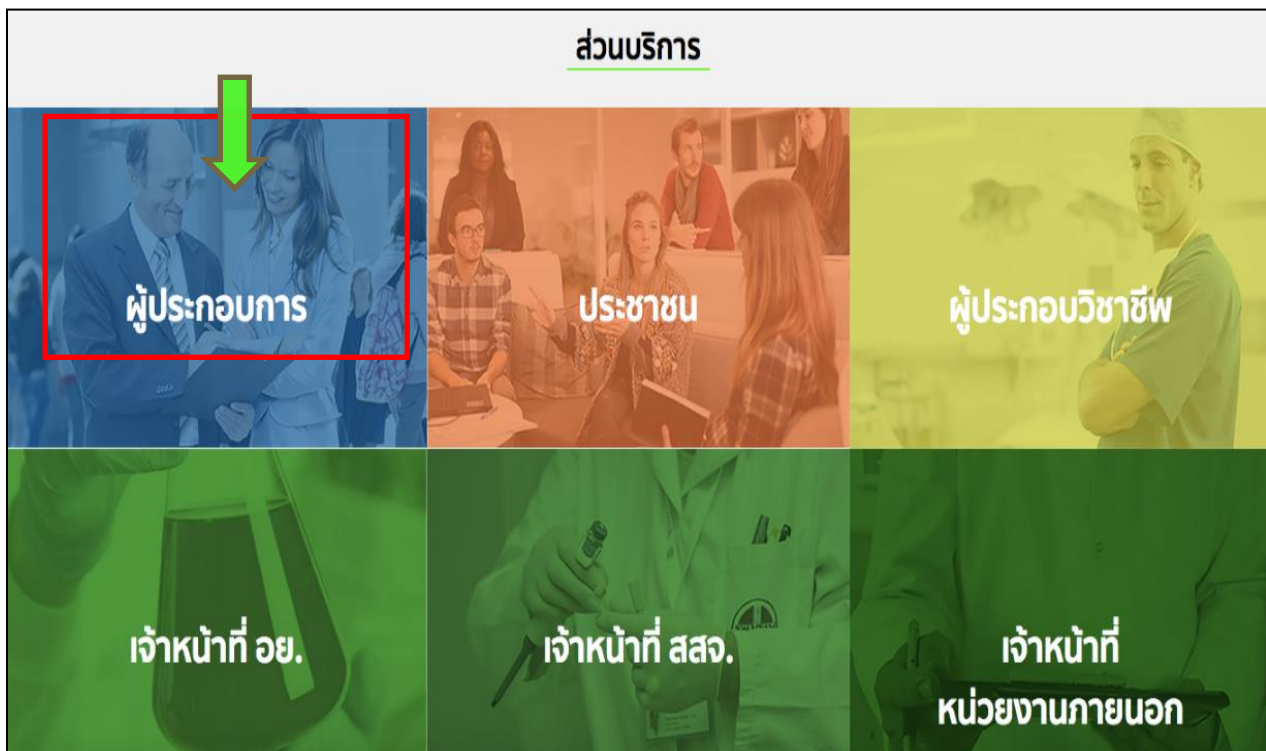 ส่วนบริการ
ผู้ประกอบการ
ประชาชน
ผู้ประกอบวิชาชีพ
เจ้าหน้าที่ อย.
เจ้าหน้าที่ สสจ.
เจ้าหน้าที่
หน่วยงานภายนอก